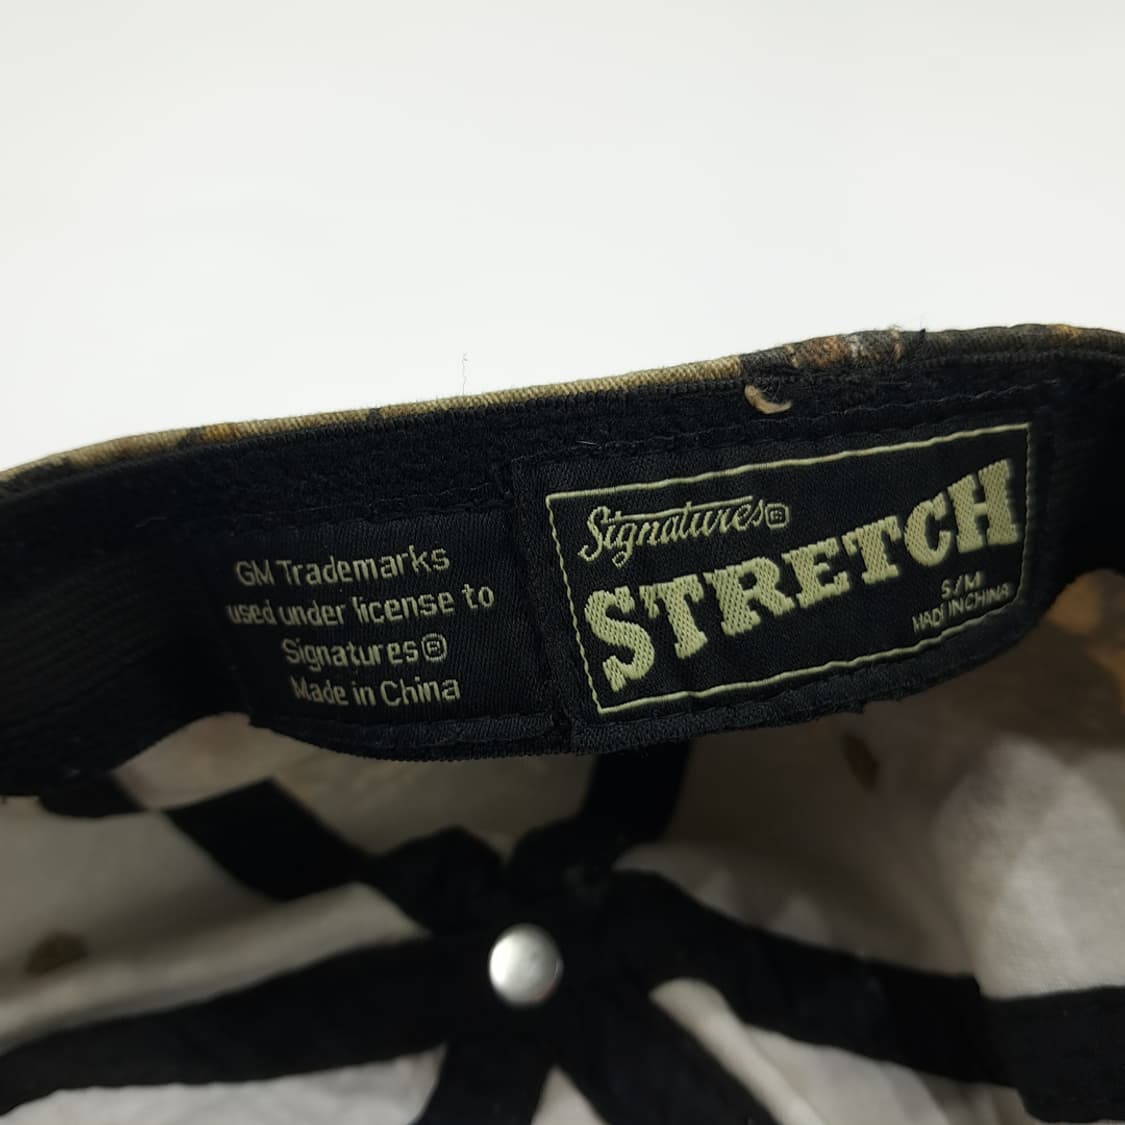 GM Trademarks
used under license to
Signatures®
Made in China
Signatures®
STRETCH
S/M
MADE IN CHINA